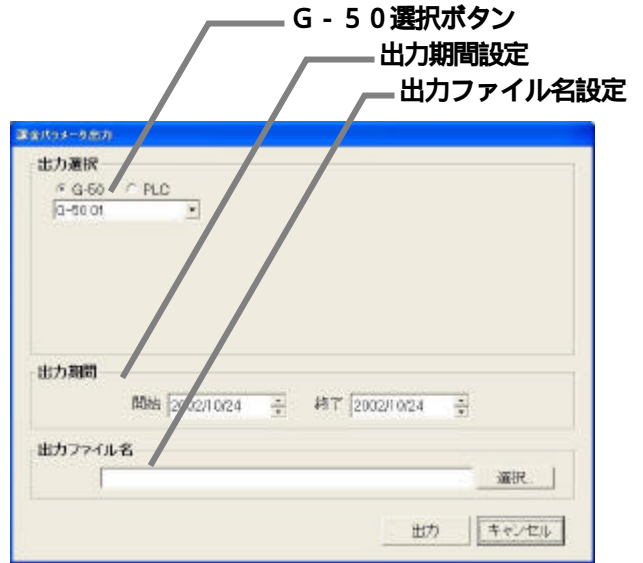 G - 5 0 選択ボタン
出力期間設定
出力ファイル名設定
課金パラメータ出力
出力選択
G-50 PLC
G-50 01
出力期間
開始 2002/10/24 終了 2002/10/24
出力ファイル名
選択...
出力 キャンセル